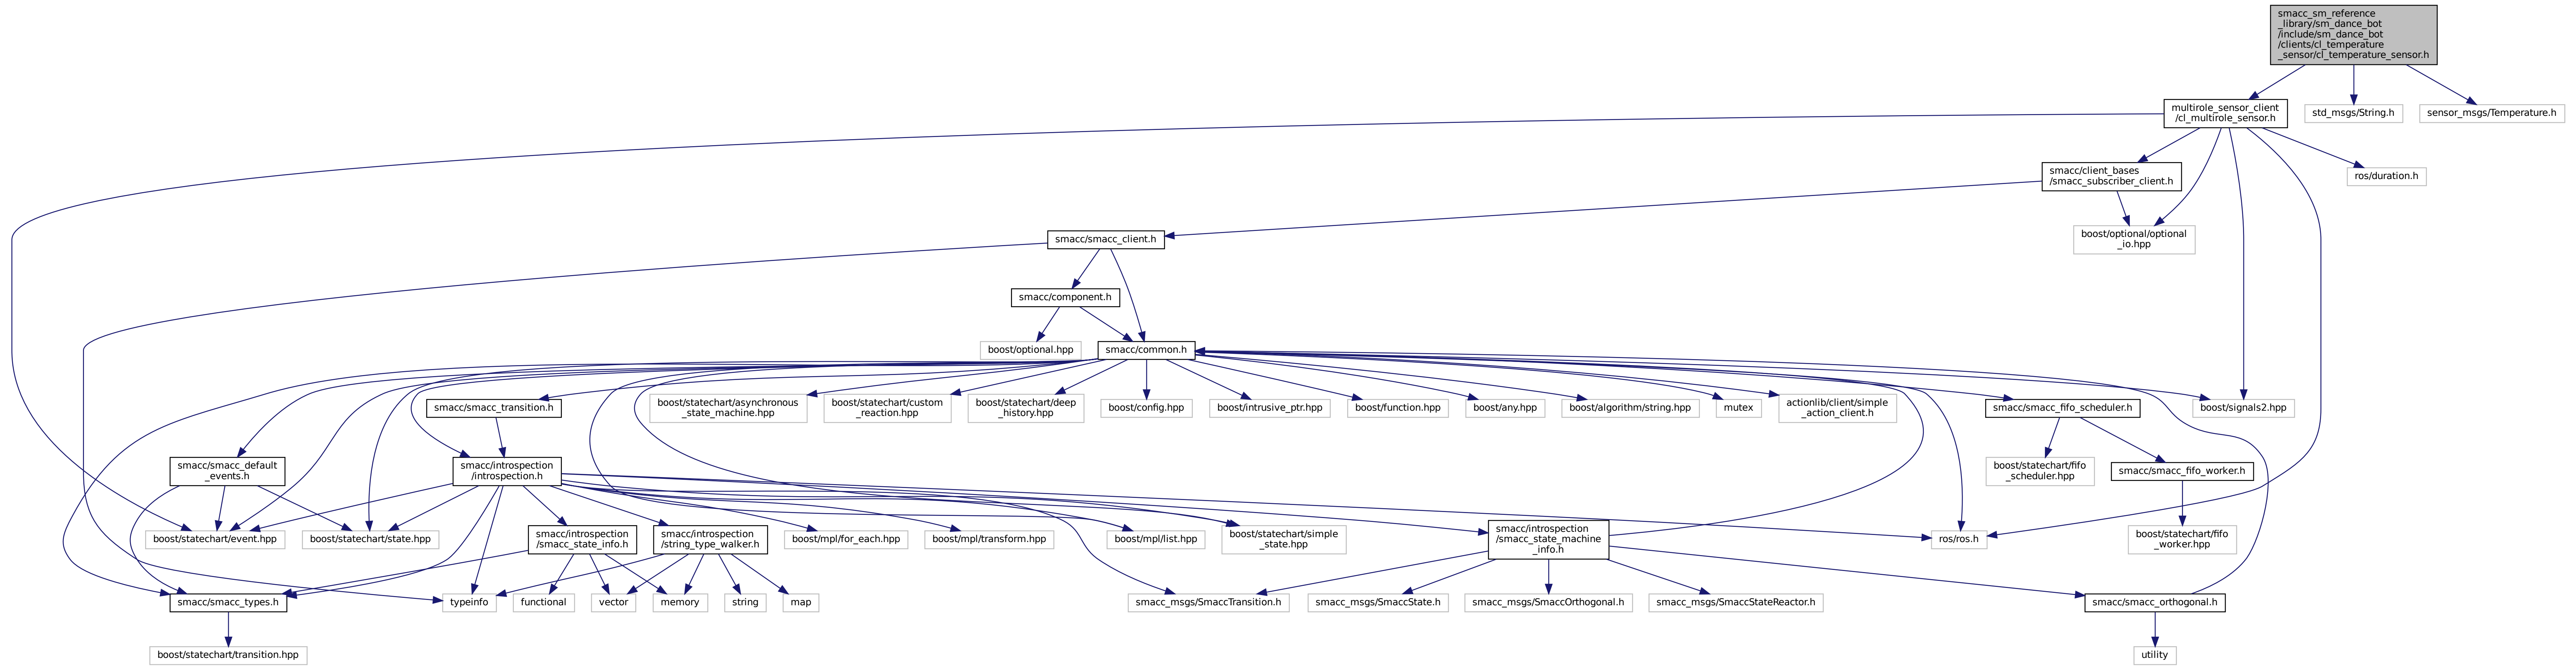 smacc_sm_reference
_library/sm_dance_bot
/include/sm_dance_bot
/clients/cl_temperature
_sensor/cl_temperature_sensor.h
multirole_sensor_client
/cl_multirole_sensor.h
std_msgs/String.h
sensor_msgs/Temperature.h
smacc/client_bases
/smacc_subscriber_client.h
ros/duration.h
smacc/smacc_client.h
boost/optional/optional
_io.hpp
smacc/component.h
boost/optional.hpp
smacc/common.h
smacc/smacc_transition.h
boost/statechart/asynchronous
_state_machine.hpp
boost/statechart/custom
_reaction.hpp
boost/statechart/deep
_history.hpp
boost/config.hpp
boost/intrusive_ptr.hpp
boost/function.hpp
boost/any.hpp
boost/algorithm/string.hpp
mutex
actionlib/client/simple
_action_client.h
smacc/smacc_fifo_scheduler.h
boost/signals2.hpp
smacc/smacc_default
_events.h
smacc/introspection
/introspection.h
boost/statechart/fifo
_scheduler.hpp
smacc/smacc_fifo_worker.h
boost/statechart/event.hpp
boost/statechart/state.hpp
smacc/introspection
/smacc_state_info.h
smacc/introspection
/string_type_walker.h
boost/mpl/for_each.hpp
boost/mpl/transform.hpp
boost/mpl/list.hpp
boost/statechart/simple
_state.hpp
smacc/introspection
/smacc_state_machine
_info.h
ros/ros.h
boost/statechart/fifo
_worker.hpp
smacc/smacc_types.h
typeinfo
functional
vector
memory
string
map
smacc_msgs/SmaccTransition.h
smacc_msgs/SmaccState.h
smacc_msgs/SmaccOrthogonal.h
smacc_msgs/SmaccStateReactor.h
smacc/smacc_orthogonal.h
boost/statechart/transition.hpp
utility